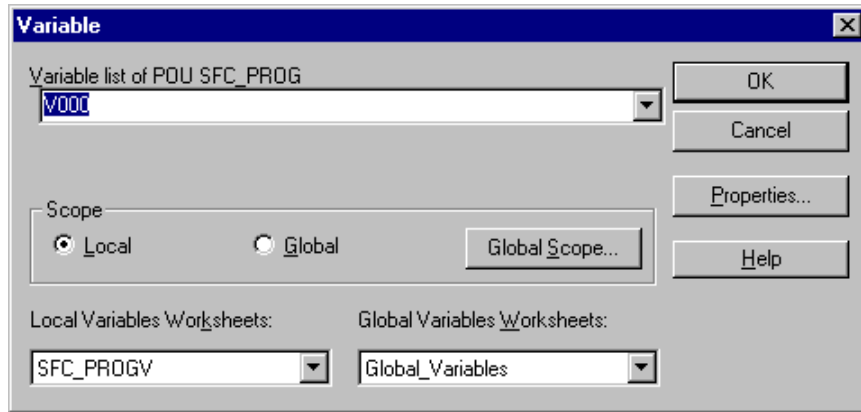 Variable
Variable list of POU SFC_PROG
V000
OK
Cancel
Properties...
Help
Scope
Local
Global
Global Scope...
Local Variables Worksheets:
Global Variables Worksheets:
SFC_PROGV
Global_Variables